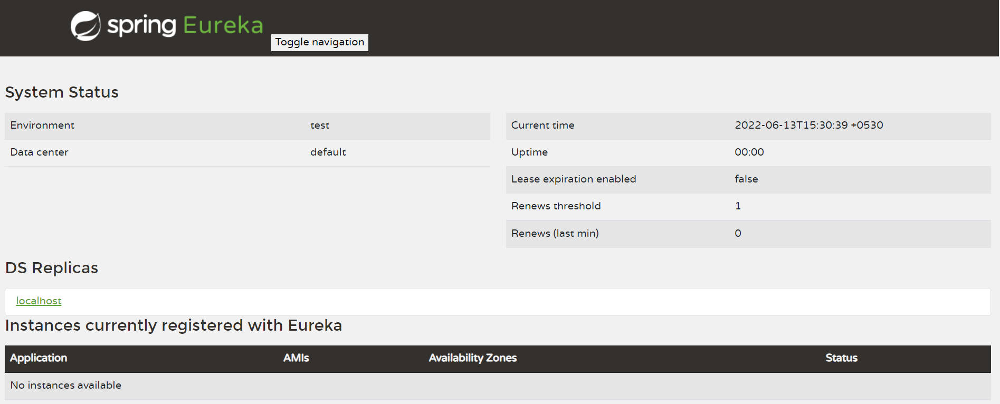 spring Eureka
Toggle navigation
System Status
Environment test
Data center default
Current time 2022-06-13T15:30:39 +0530
Uptime 00:00
Lease expiration enabled false
Renews threshold 1
Renews (last min) 0
DS Replicas
localhost
Instances currently registered with Eureka
Application AMIs Availability Zones Status
No instances available